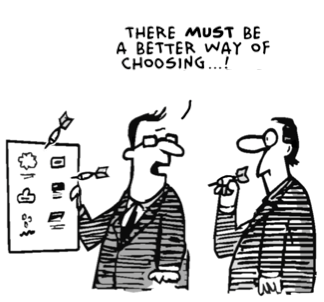 THERE MUST BE
A BETTER WAY OF
CHOOSING...!